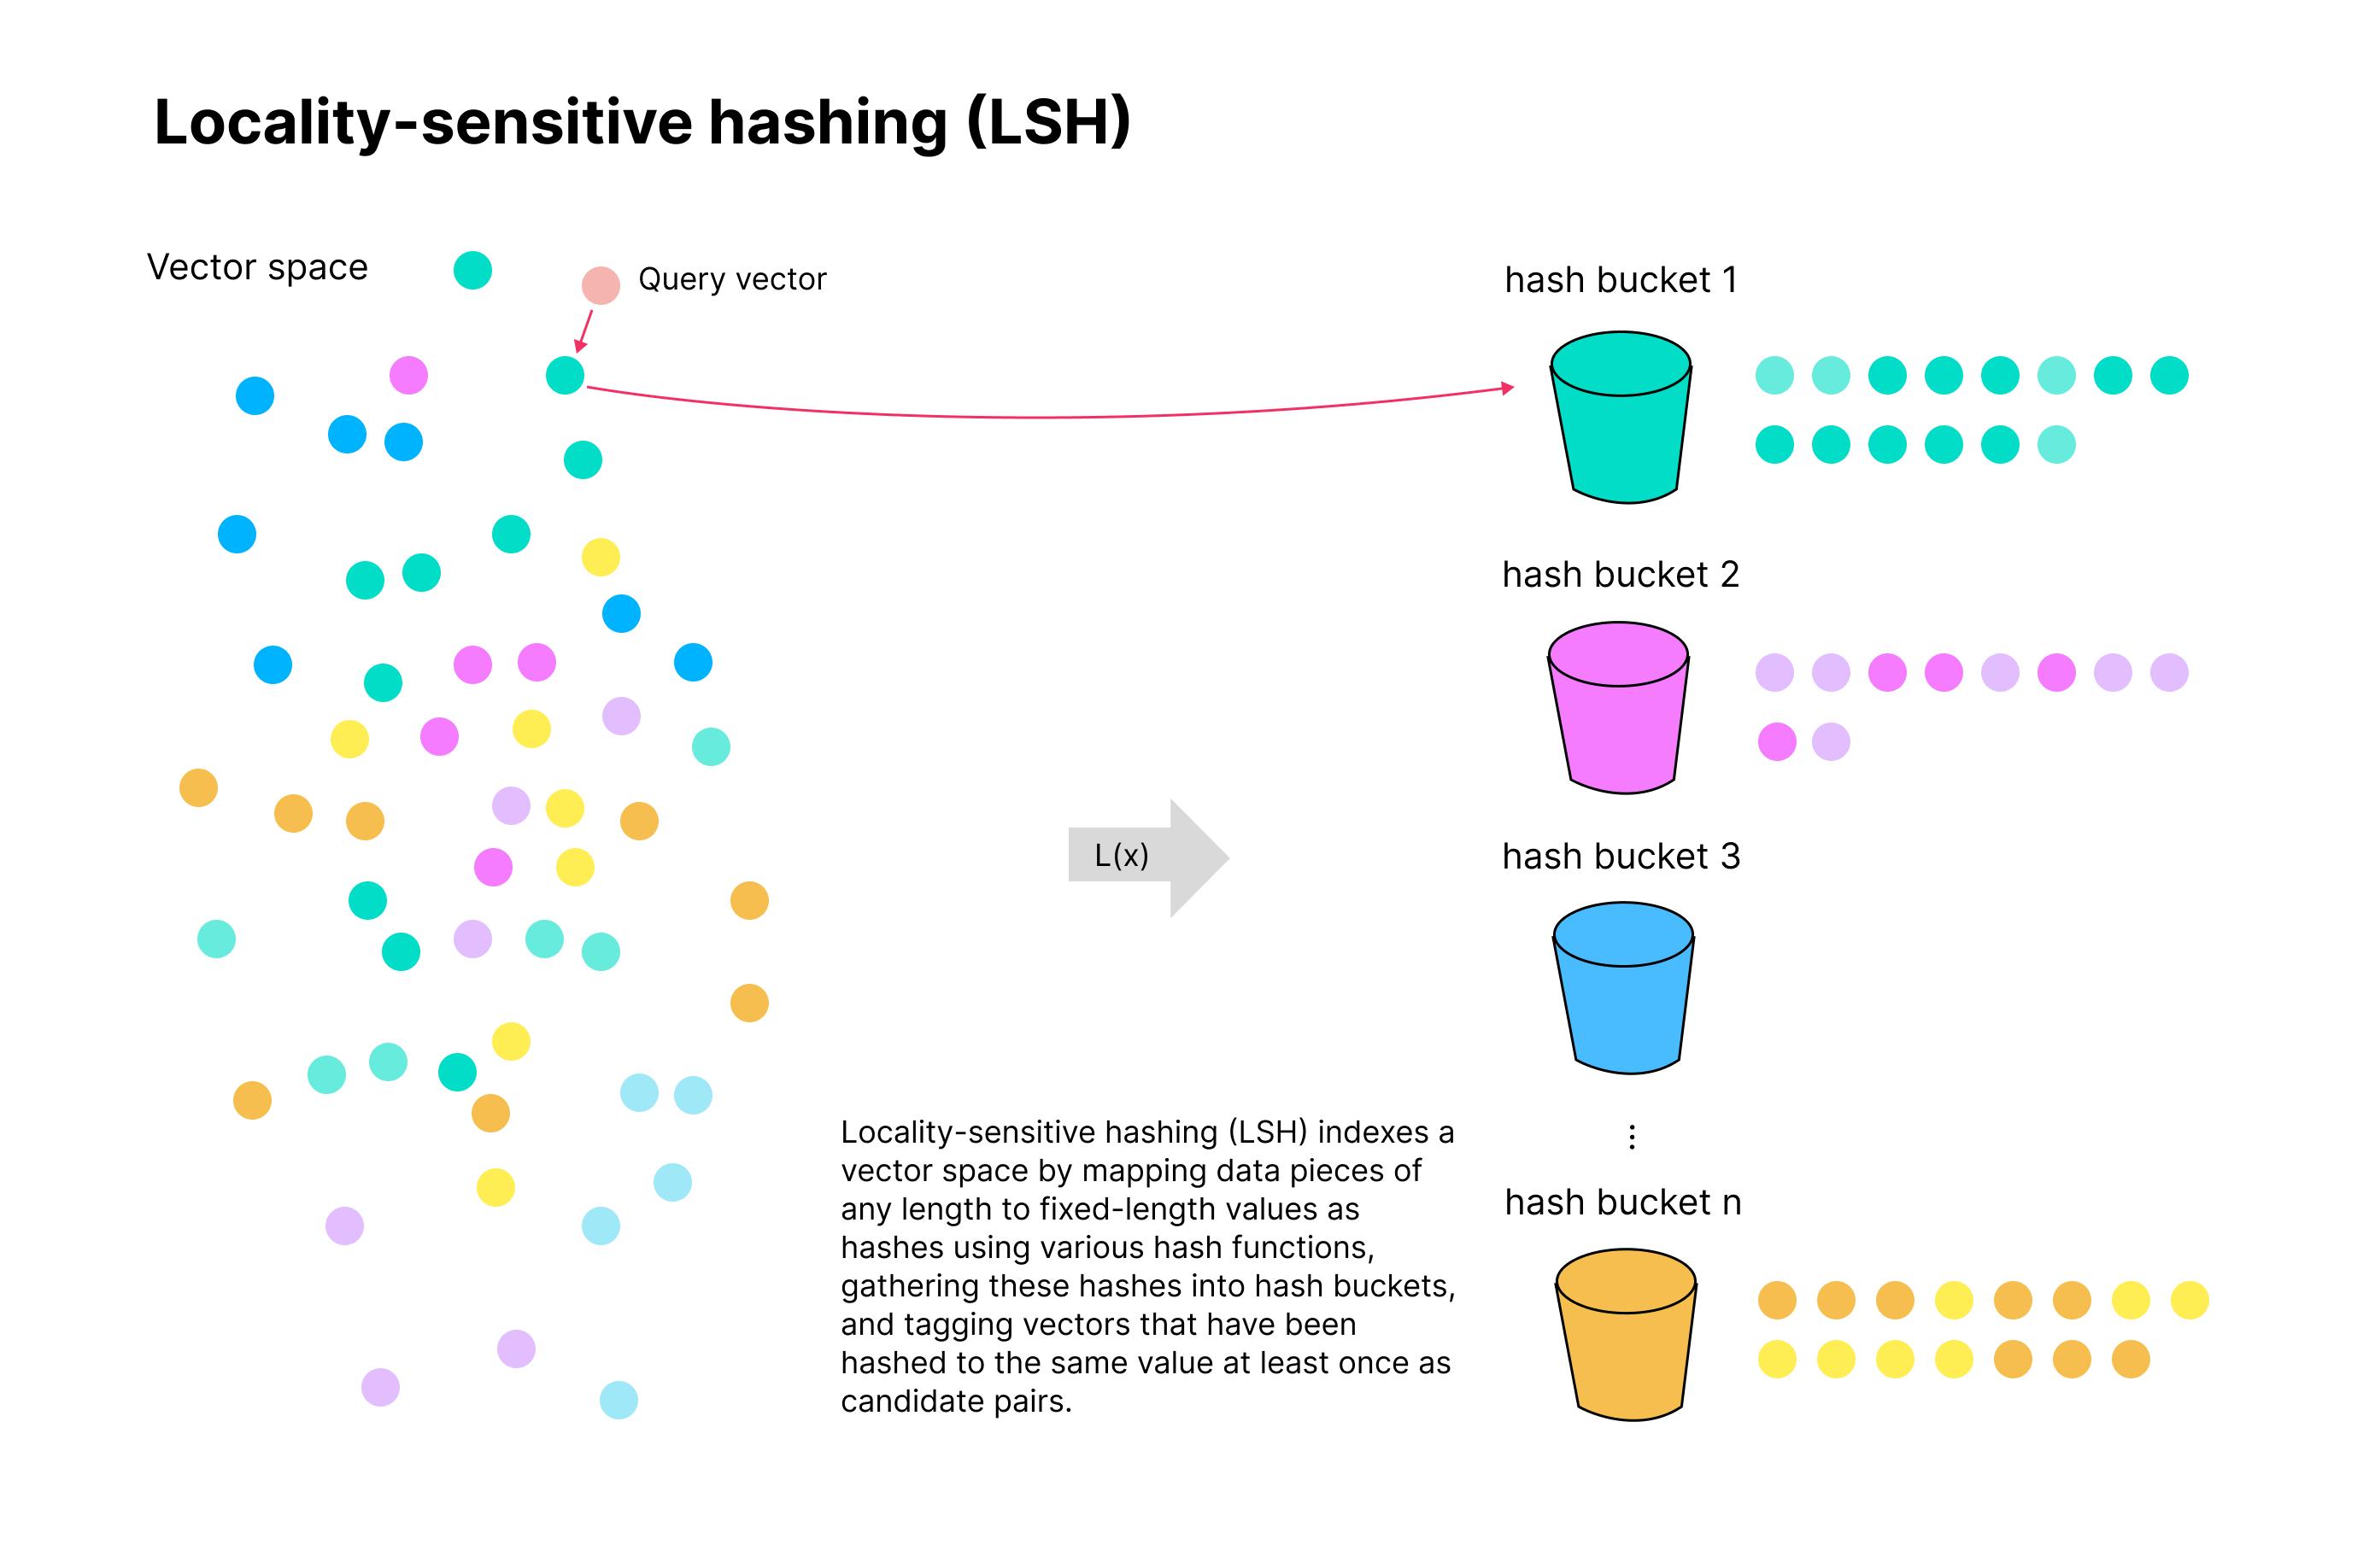 Locality-sensitive hashing (LSH)
Vector space
Query vector
hash bucket 1
hash bucket 2
L(x)
hash bucket 3
Locality-sensitive hashing (LSH) indexes a
vector space by mapping data pieces of
any length to fixed-length values as
hashes using various hash functions,
gathering these hashes into hash buckets,
and tagging vectors that have been
hashed to the same value at least once as
candidate pairs.
⋮
hash bucket n